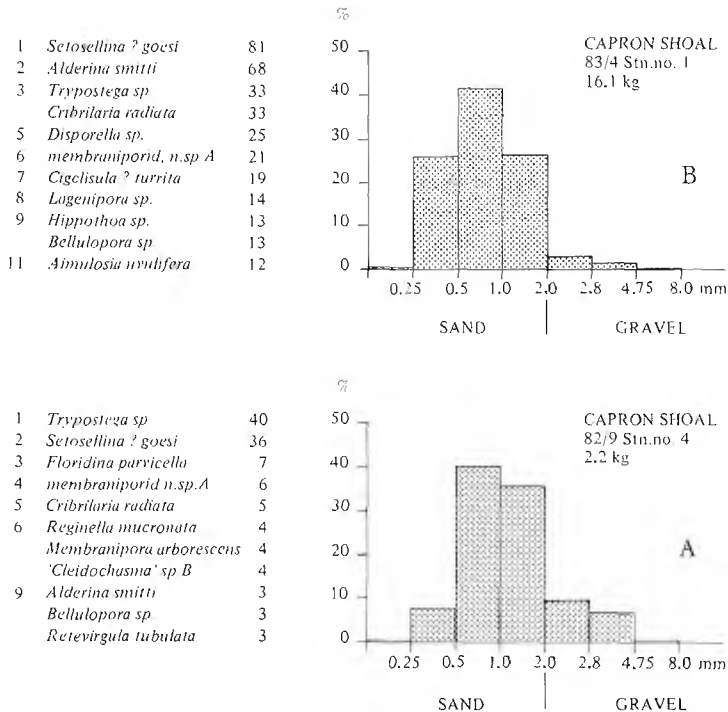 %
1 Setosellina ? goesi 81
2 Alderina smitti 68
3 Trypostega sp 33
Cribrilaria radiata 33
5 Disporella sp. 25
6 membraniporid, n.sp A 21
7 Cigclisula ? turrita 19
8 Lagenipora sp. 14
9 Hippothoa sp. 13
Bellulopora sp 13
11 Aimulosia uvulifera 12
50
40
30
20
10
0
CAPRON SHOAL
83/4 Stn.no. 1
16.1 kg
B
0.25 0.5 1.0 2.0 2.8 4.75 8.0 mm
SAND GRAVEL
%
1 Trypostega sp 40
2 Setosellina ? goesi 36
3 Floridina parvicella 7
4 membraniporid n.sp.A 6
5 Cribrilaria radiata 5
6 Reginella mucronata 4
Membranipora arborescens 4
'Cleidochasma' sp B 4
9 Alderina smitti 3
Bellulopora sp 3
Retevirgula tubulata 3
50
40
30
20
10
0
CAPRON SHOAL
82/9 Stn.no. 4
2.2 kg
A
0.25 0.5 1.0 2.0 2.8 4.75 8.0 mm
SAND GRAVEL